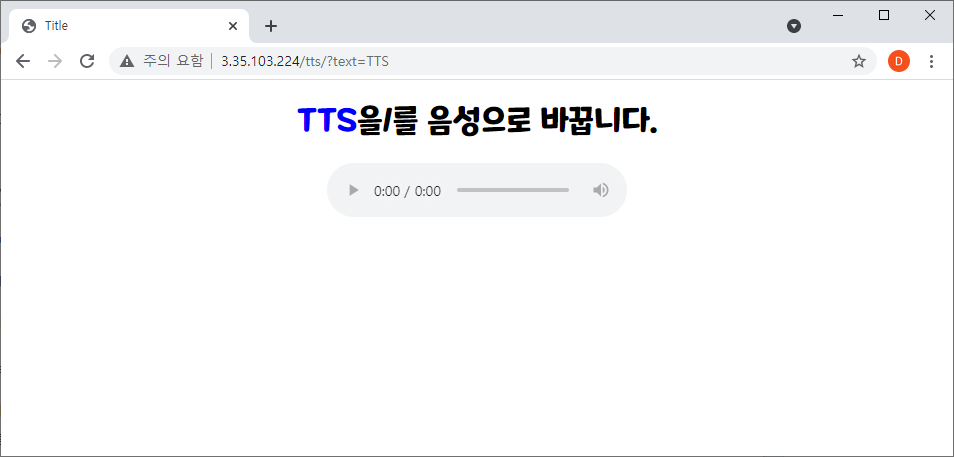 Title
주의 요함 | 3.35.103.224/tts/?text=TTS
D
TTS을/를 음성으로 바꿉니다.
0:00 / 0:00